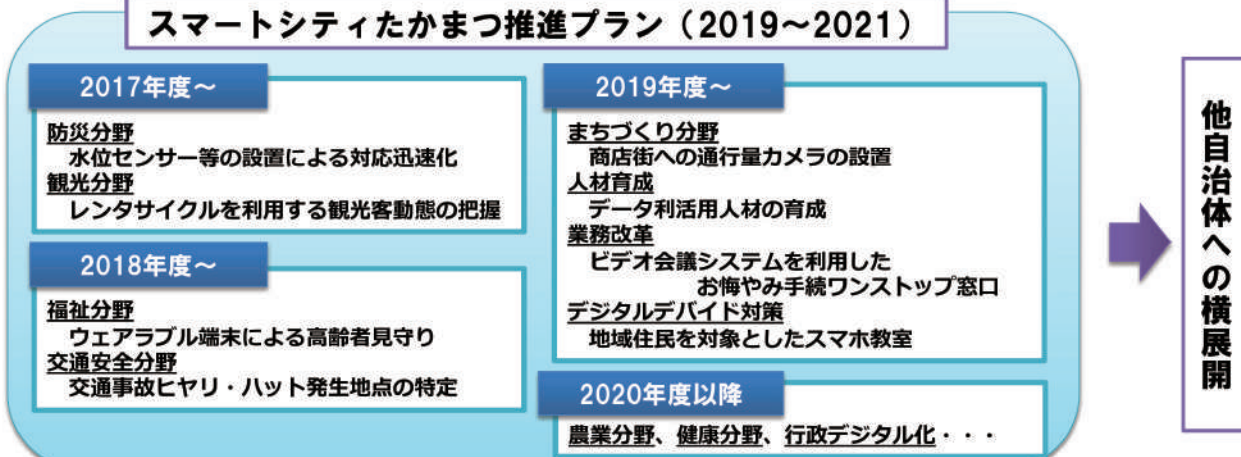 スマートシティたかまつ推進プラン（2019～2021）
2017年度～
防災分野
水位センサー等の設置による対応迅速化
観光分野
レンタサイクルを利用する観光客動態の把握
2018年度～
福祉分野
ウェアラブル端末による高齢者見守り
交通安全分野
交通事故ヒヤリ・ハット発生地点の特定
2019年度～
まちづくり分野
商店街への通行量カメラの設置
人材育成
データ利活用人材の育成
業務改革
ビデオ会議システムを利用した
お悔やみ手続ワンストップ窓口
デジタルデバイド対策
地域住民を対象としたスマホ教室
2020年度以降
農業分野、健康分野、行政デジタル化・・・
他自治体への横展開